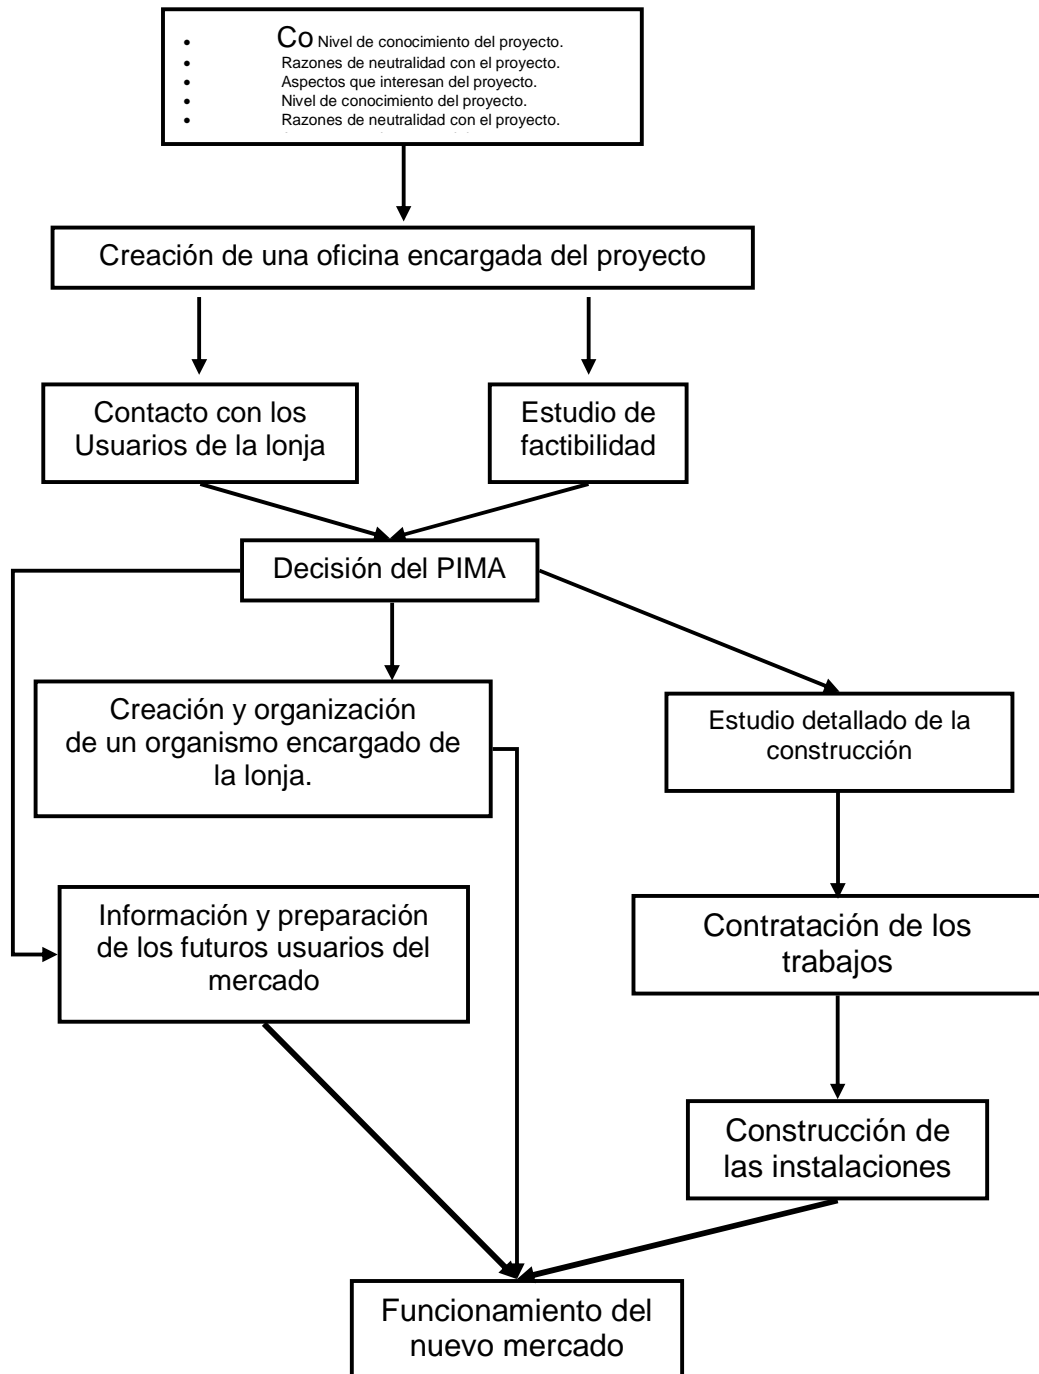 • Co Nivel de conocimiento del proyecto.
• Razones de neutralidad con el proyecto.
• Aspectos que interesan del proyecto.
• Nivel de conocimiento del proyecto.
• Razones de neutralidad con el proyecto.
Creación de una oficina encargada del proyecto
Contacto con los
Usuarios de la lonja
Estudio de
factibilidad
Decisión del PIMA
Creación y organización
de un organismo encargado de
la lonja.
Estudio detallado de la
construcción
Información y preparación
de los futuros usuarios del
mercado
Contratación de los
trabajos
Construcción de
las instalaciones
Funcionamiento del
nuevo mercado